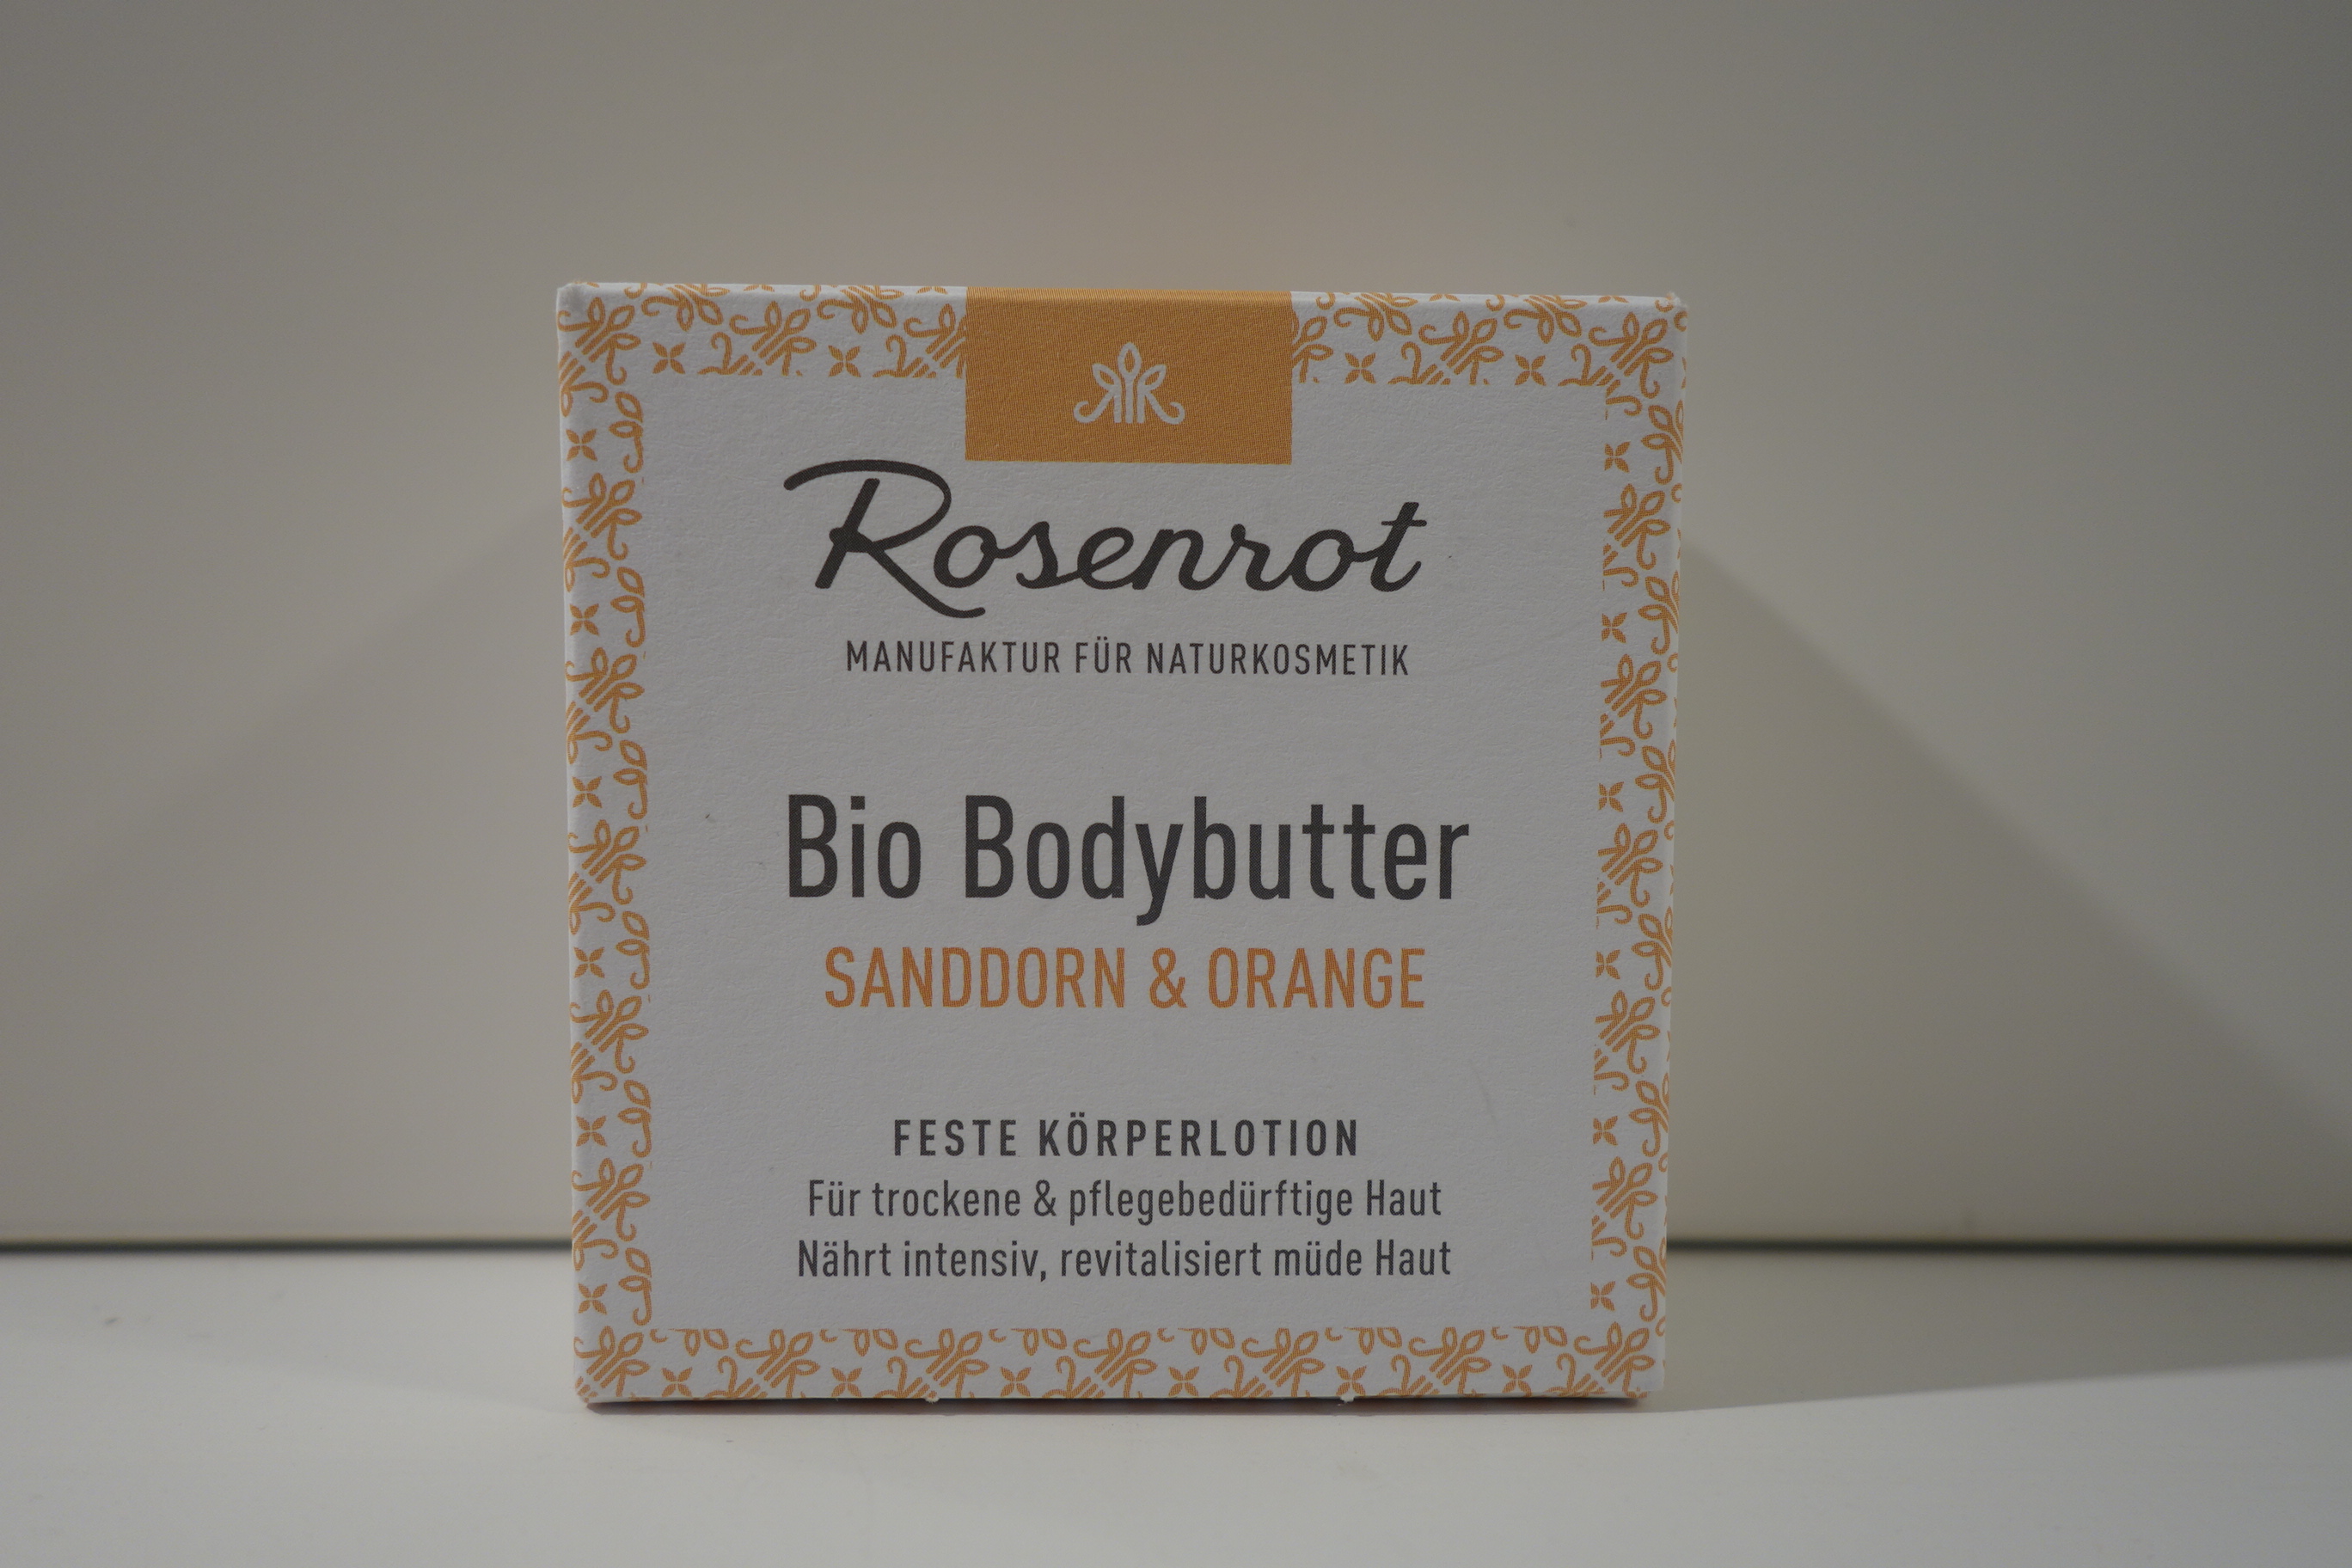 Rosenrot
MANUFAKTUR FÜR NATURKOSMETIK
Bio Bodybutter
SANDDORN & ORANGE
FESTE KÖRPERLOTION
Für trockene & pflegebedürftige Haut
Nährt intensiv, revitalisiert müde Haut